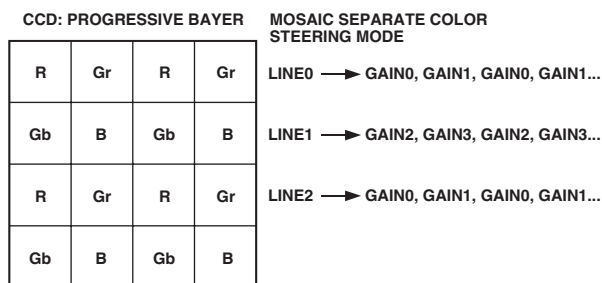 CCD: PROGRESSIVE BAYER
MOSAIC SEPARATE COLOR
STEERING MODE
R Gr R Gr
LINE0 GAIN0, GAIN1, GAIN0, GAIN1...
Gb B Gb B
LINE1 GAIN2, GAIN3, GAIN2, GAIN3...
R Gr R Gr
LINE2 GAIN0, GAIN1, GAIN0, GAIN1...
Gb B Gb B